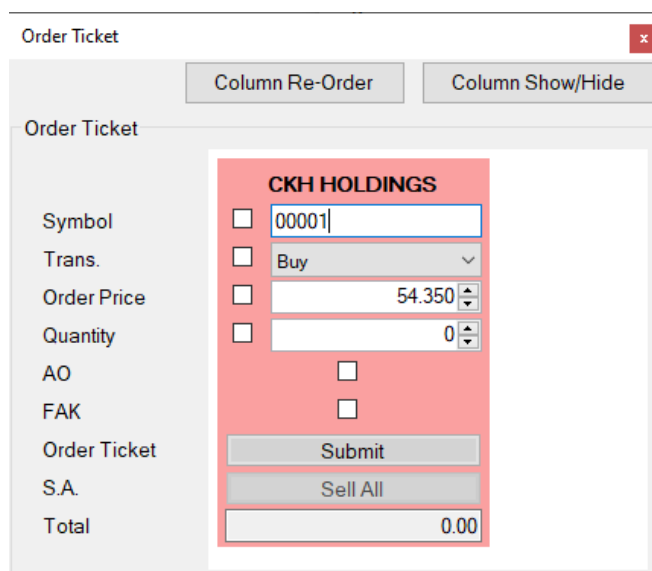 Order Ticket x
Column Re-Order Column Show/Hide
Order Ticket
CKH HOLDINGS
Symbol 00001
Trans. Buy
Order Price 54.350
Quantity 0
AO
FAK
Order Ticket Submit
S.A. Sell All
Total 0.00